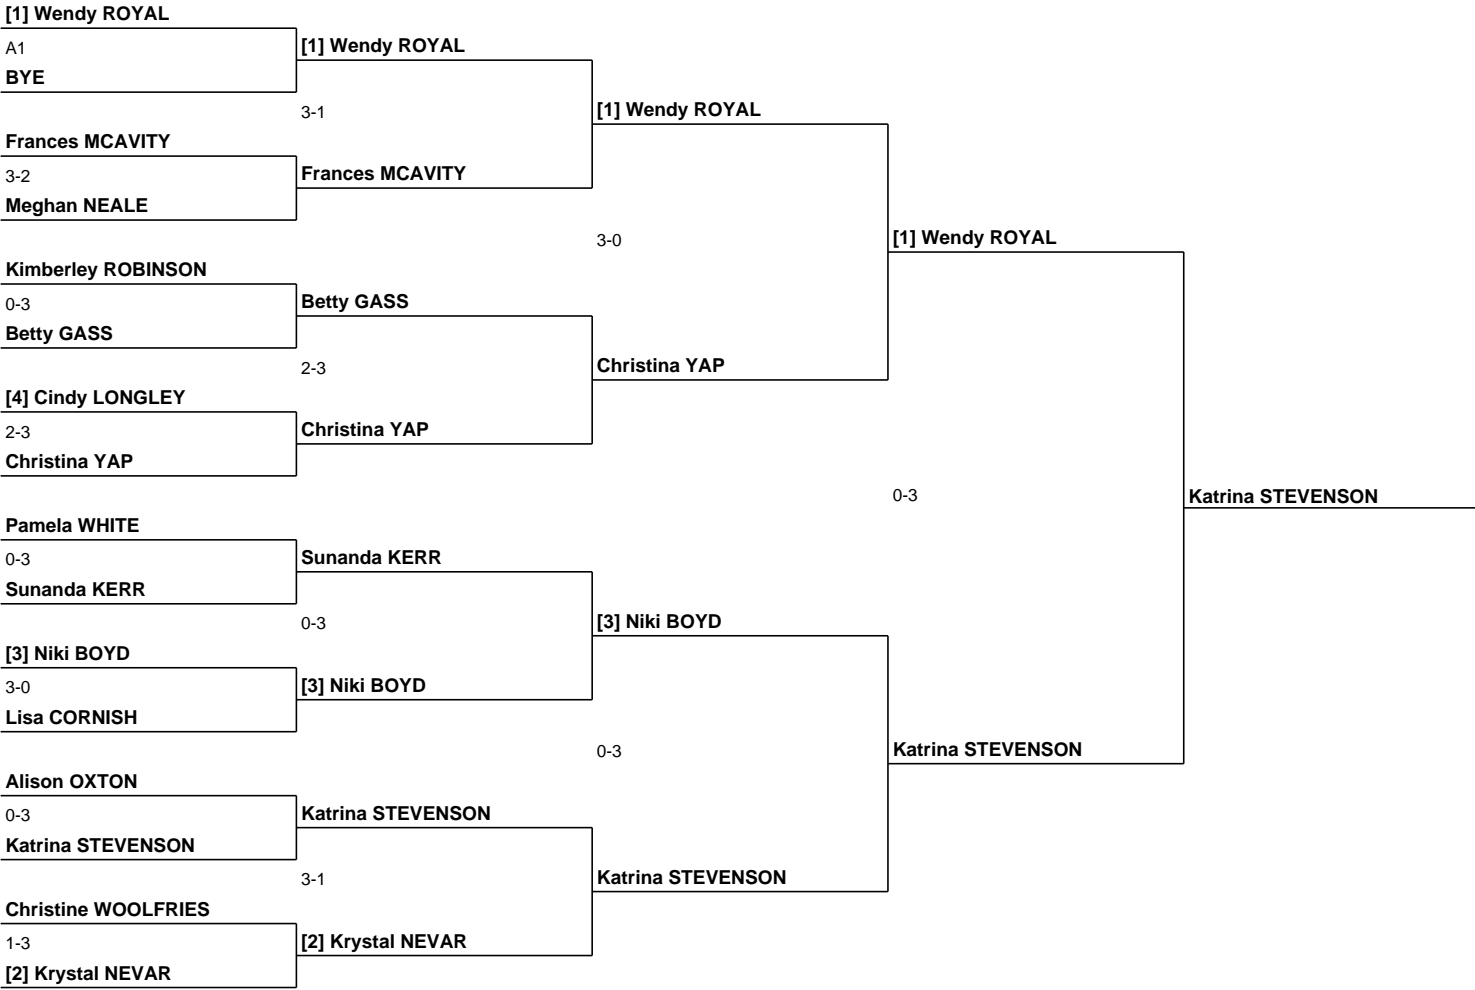 [1] Wendy ROYAL
A1
BYE
Frances MCAVITY
3-2
Meghan NEALE
Kimberley ROBINSON
0-3
Betty GASS
[4] Cindy LONGLEY
2-3
Christina YAP
Pamela WHITE
0-3
Sunanda KERR
[3] Niki BOYD
3-0
Lisa CORNISH
Alison OXTON
0-3
Katrina STEVENSON
Christine WOOLFRIES
1-3
[2] Krystal NEVAR
[1] Wendy ROYAL
3-1
Frances MCAVITY
Betty GASS
2-3
Christina YAP
Sunanda KERR
0-3
[3] Niki BOYD
Katrina STEVENSON
3-1
[2] Krystal NEVAR
[1] Wendy ROYAL
3-0
Christina YAP
[3] Niki BOYD
0-3
Katrina STEVENSON
[1] Wendy ROYAL
0-3
Katrina STEVENSON
Katrina STEVENSON